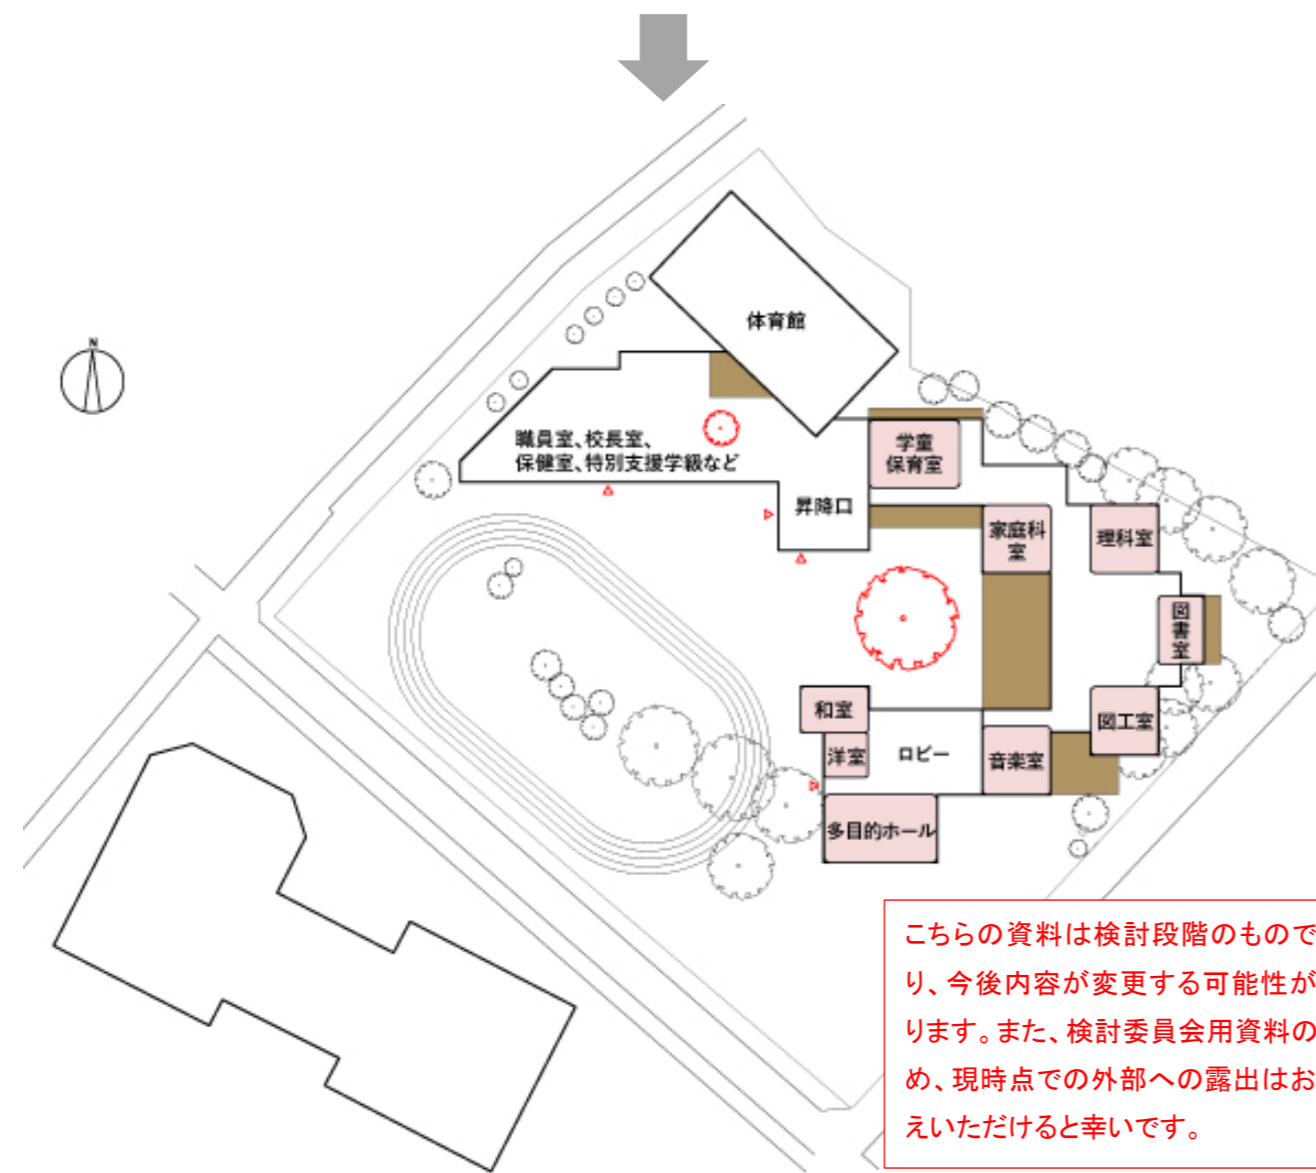 体育館
N
職員室、校長室、
保健室、特別支援学級など
学童
保育室
昇降口
家庭科
室
理科室
図
書
室
和室
図工室
洋室
ロビー
音楽室
多目的ホール
こちらの資料は検討段階のもので
り、今後内容が変更する可能性が
ります。また、検討委員会用資料の
め、現時点での外部への露出はお
えいただけると幸いです。